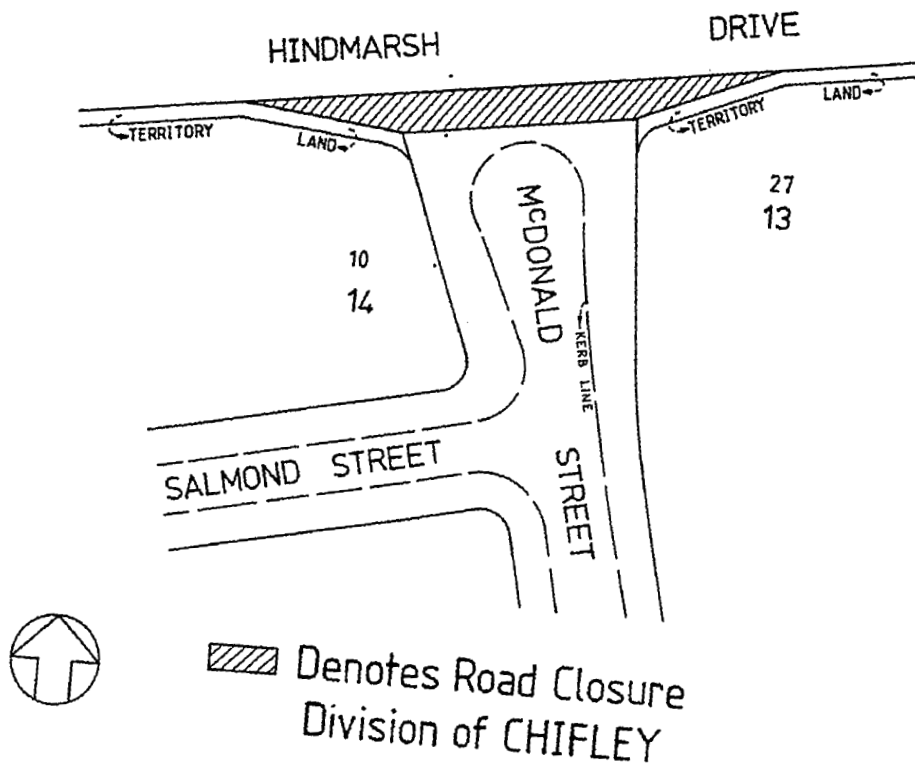 HINDMARSH DRIVE
TERRITORY LAND
TERRITORY LAND
10
14
27
13
McDONALD STREET
KERB LINE
SALMOND STREET
Denotes Road Closure
Division of CHIFLEY